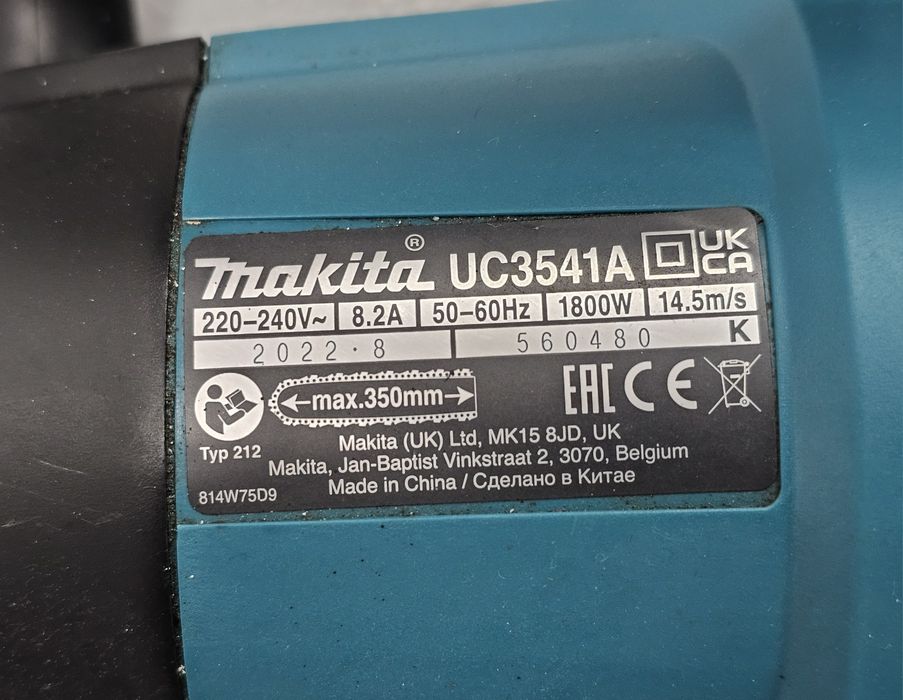 makita® UC3541A UK CA
220-240V~ 8.2A 50-60Hz 1800W 14.5m/s
2022.8 560480 K
max.350mm EAC CE
Typ 212
Makita (UK) Ltd, MK15 8JD, UK
Makita, Jan-Baptist Vinkstraat 2, 3070, Belgium
814W75D9 Made in China / Сделано в Китае